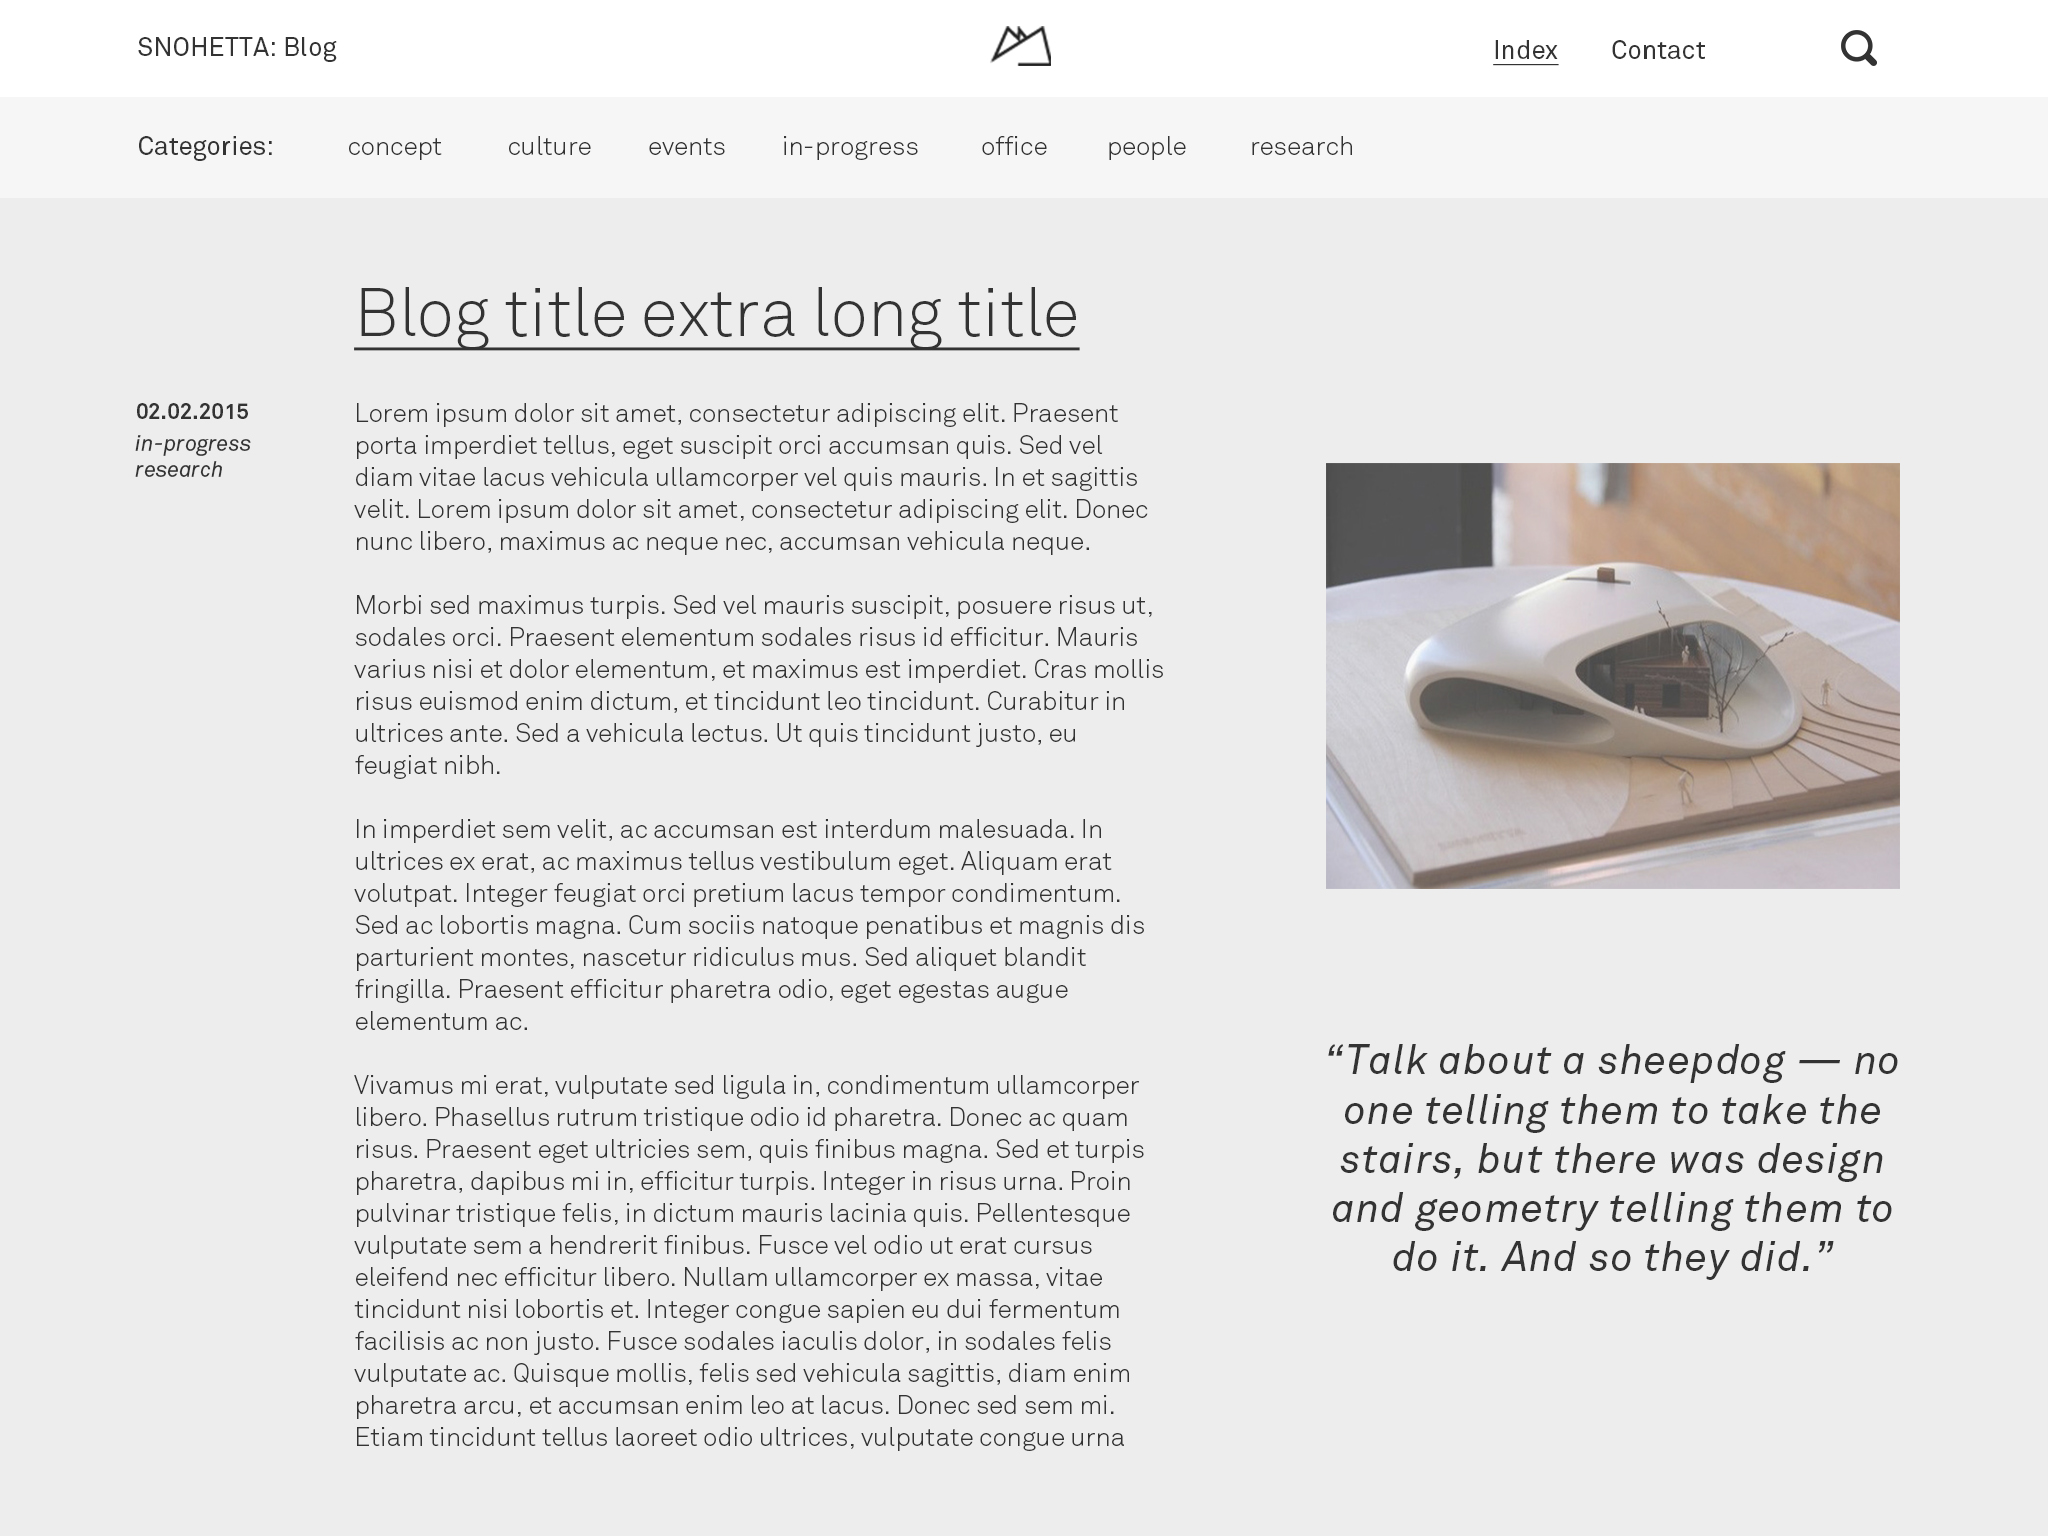 SNOHETTA: Blog
Index
Contact
Categories:
concept
culture
events
in-progress
office
people
research
Blog title extra long title
02.02.2015
in-progress
research
Lorem ipsum dolor sit amet, consectetur adipiscing elit. Praesent
porta imperdiet tellus, eget suscipit orci accumsan quis. Sed vel
diam vitae lacus vehicula ullamcorper vel quis mauris. In et sagittis
velit. Lorem ipsum dolor sit amet, consectetur adipiscing elit. Donec
nunc libero, maximus ac neque nec, accumsan vehicula neque.
Morbi sed maximus turpis. Sed vel mauris suscipit, posuere risus ut,
sodales orci. Praesent elementum sodales risus id efficitur. Mauris
varius nisi et dolor elementum, et maximus est imperdiet. Cras mollis
risus euismod enim dictum, et tincidunt leo tincidunt. Curabitur in
ultrices ante. Sed a vehicula lectus. Ut quis tincidunt justo, eu
feugiat nibh.
In imperdiet sem velit, ac accumsan est interdum malesuada. In
ultrices ex erat, ac maximus tellus vestibulum eget. Aliquam erat
volutpat. Integer feugiat orci pretium lacus tempor condimentum.
Sed ac lobortis magna. Cum sociis natoque penatibus et magnis dis
parturient montes, nascetur ridiculus mus. Sed aliquet blandit
fringilla. Praesent efficitur pharetra odio, eget egestas augue
elementum ac.
Vivamus mi erat, vulputate sed ligula in, condimentum ullamcorper
libero. Phasellus rutrum tristique odio id pharetra. Donec ac quam
risus. Praesent eget ultricies sem, quis finibus magna. Sed et turpis
pharetra, dapibus mi in, efficitur turpis. Integer in risus urna. Proin
pulvinar tristique felis, in dictum mauris lacinia quis. Pellentesque
vulputate sem a hendrerit finibus. Fusce vel odio ut erat cursus
eleifend nec efficitur libero. Nullam ullamcorper ex massa, vitae
tincidunt nisi lobortis et. Integer congue sapien eu dui fermentum
facilisis ac non justo. Fusce sodales iaculis dolor, in sodales felis
vulputate ac. Quisque mollis, felis sed vehicula sagittis, diam enim
pharetra arcu, et accumsan enim leo at lacus. Donec sed sem mi.
Etiam tincidunt tellus laoreet odio ultrices, vulputate congue urna
“Talk about a sheepdog — no
one telling them to take the
stairs, but there was design
and geometry telling them to
do it. And so they did.”